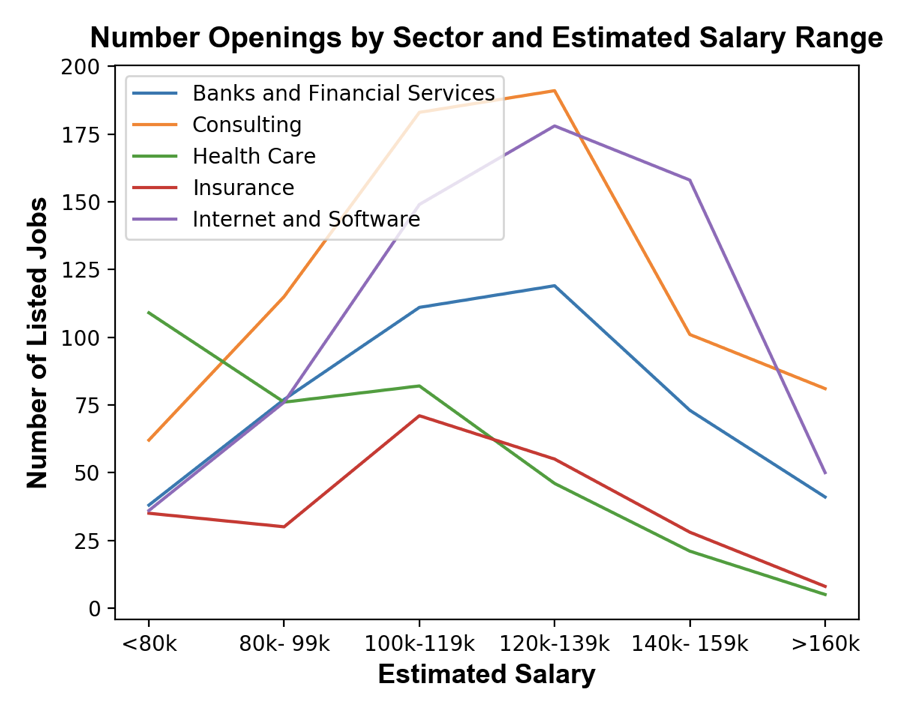 Number Openings by Sector and Estimated Salary Range
200
175
150
125
100
75
50
25
0
Number of Listed Jobs
Banks and Financial Services
Consulting
Health Care
Insurance
Internet and Software
<80k
80k- 99k
100k-119k
120k-139k
140k- 159k
>160k
Estimated Salary